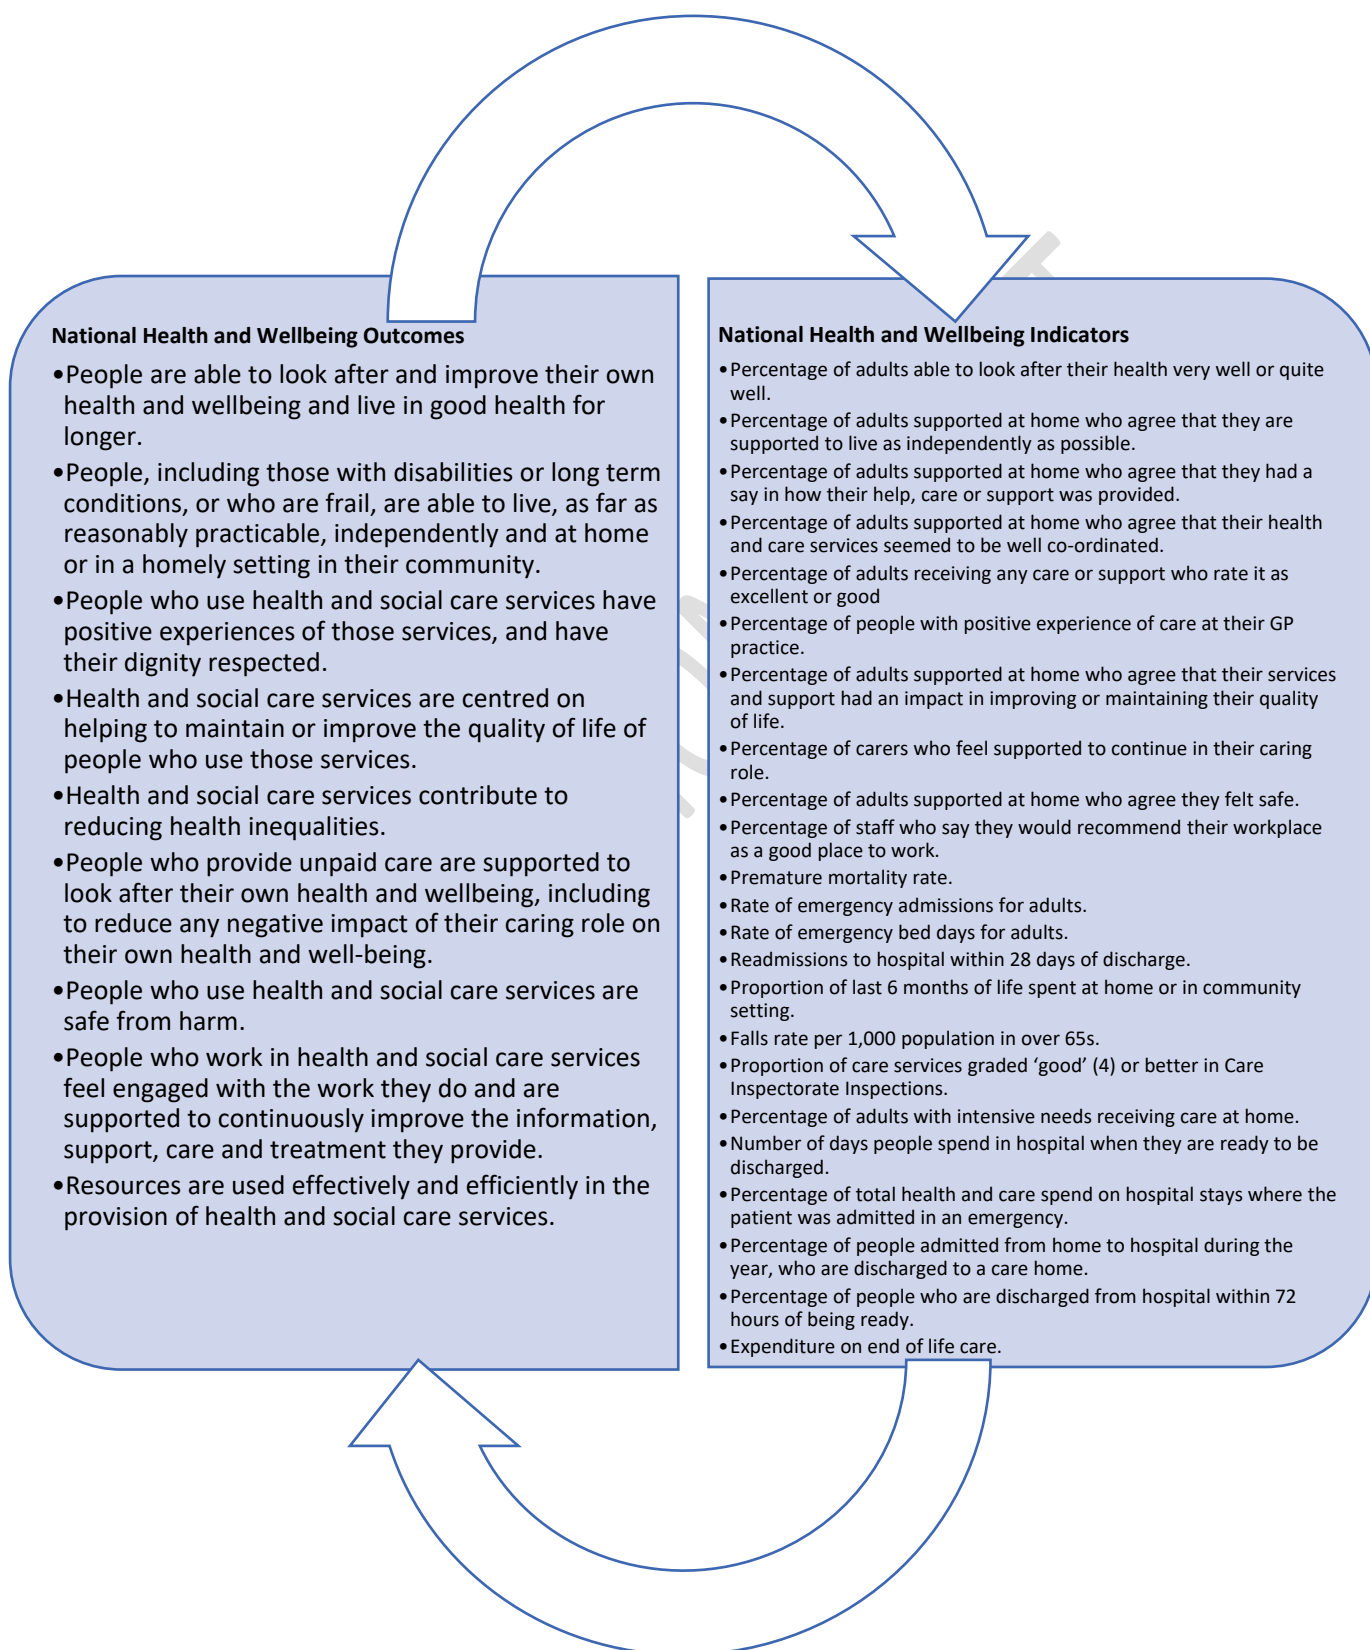 National Health and Wellbeing Outcomes
•People are able to look after and improve their own
health and wellbeing and live in good health for
longer.
•People, including those with disabilities or long term
conditions, or who are frail, are able to live, as far as
reasonably practicable, independently and at home
or in a homely setting in their community.
•People who use health and social care services have
positive experiences of those services, and have
their dignity respected.
•Health and social care services are centred on
helping to maintain or improve the quality of life of
people who use those services.
•Health and social care services contribute to
reducing health inequalities.
•People who provide unpaid care are supported to
look after their own health and wellbeing, including
to reduce any negative impact of their caring role on
their own health and well-being.
•People who use health and social care services are
safe from harm.
•People who work in health and social care services
feel engaged with the work they do and are
supported to continuously improve the information,
support, care and treatment they provide.
•Resources are used effectively and efficiently in the
provision of health and social care services.
National Health and Wellbeing Indicators
•Percentage of adults able to look after their health very well or quite
well.
•Percentage of adults supported at home who agree that they are
supported to live as independently as possible.
•Percentage of adults supported at home who agree that they had a
say in how their help, care or support was provided.
•Percentage of adults supported at home who agree that their health
and care services seemed to be well co-ordinated.
•Percentage of adults receiving any care or support who rate it as
excellent or good
•Percentage of people with positive experience of care at their GP
practice.
•Percentage of adults supported at home who agree that their services
and support had an impact in improving or maintaining their quality
of life.
•Percentage of carers who feel supported to continue in their caring
role.
•Percentage of adults supported at home who agree they felt safe.
•Percentage of staff who say they would recommend their workplace
as a good place to work.
•Premature mortality rate.
•Rate of emergency admissions for adults.
•Rate of emergency bed days for adults.
•Readmissions to hospital within 28 days of discharge.
•Proportion of last 6 months of life spent at home or in community
setting.
•Falls rate per 1,000 population in over 65s.
•Proportion of care services graded ‘good’ (4) or better in Care
Inspectorate Inspections.
•Percentage of adults with intensive needs receiving care at home.
•Number of days people spend in hospital when they are ready to be
discharged.
•Percentage of total health and care spend on hospital stays where the
patient was admitted in an emergency.
•Percentage of people admitted from home to hospital during the
year, who are discharged to a care home.
•Percentage of people who are discharged from hospital within 72
hours of being ready.
•Expenditure on end of life care.